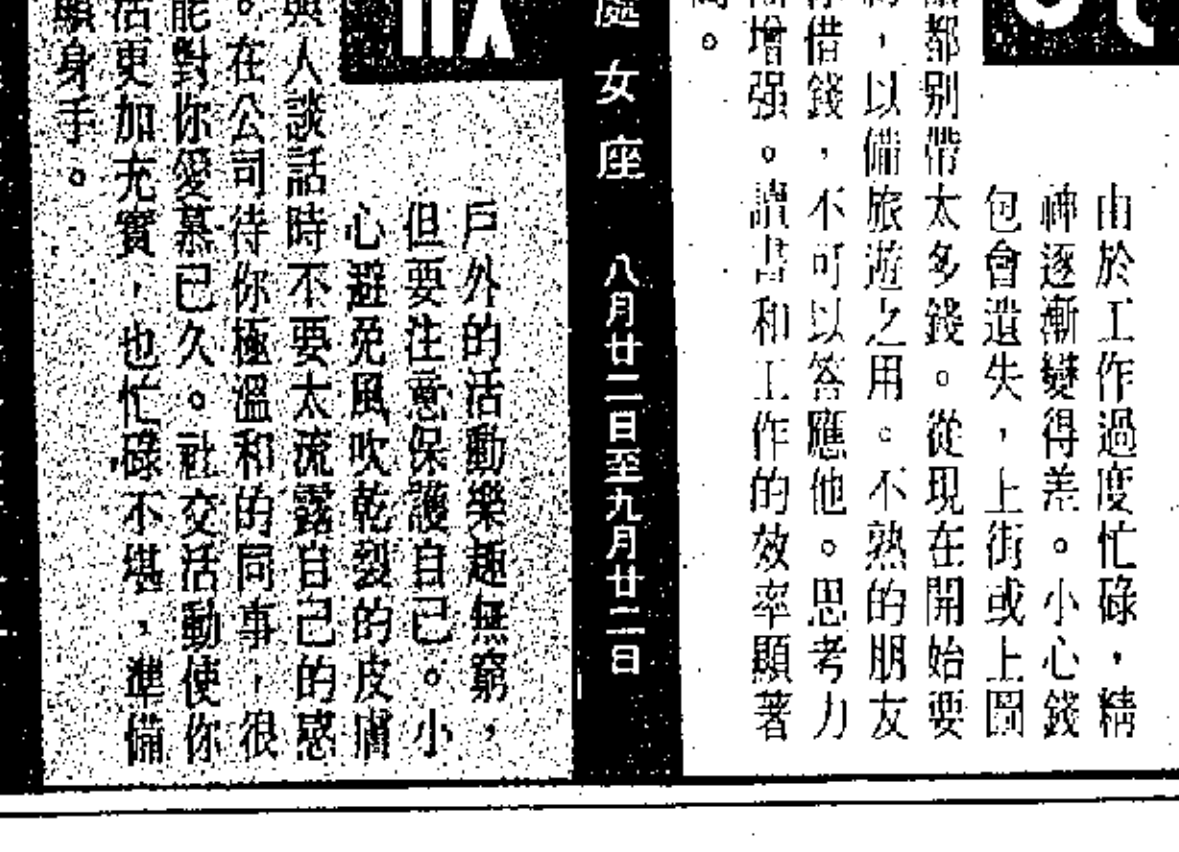 由於工作過度忙碌，精
神逐漸變得差。小心錢
包會遺失，上街或上圖
都别帶太多錢。從現在開始要
，以備旅遊之用。不熟的朋友
借錢，不可以答應他。思考力
增强。讀書和工作的效率顯著
。
處女座 八月廿二日至九月廿二日
戶外的活動樂趣無窮，
但要注意保護自己。小
心避免風吹乾裂的皮膚
與人談話時不要太流露自己的感
。在公司待你極溫和的同事，很
能對你愛慕已久。社交活動使你
活更加充實，也忙碌不堪，準備
顯身手。